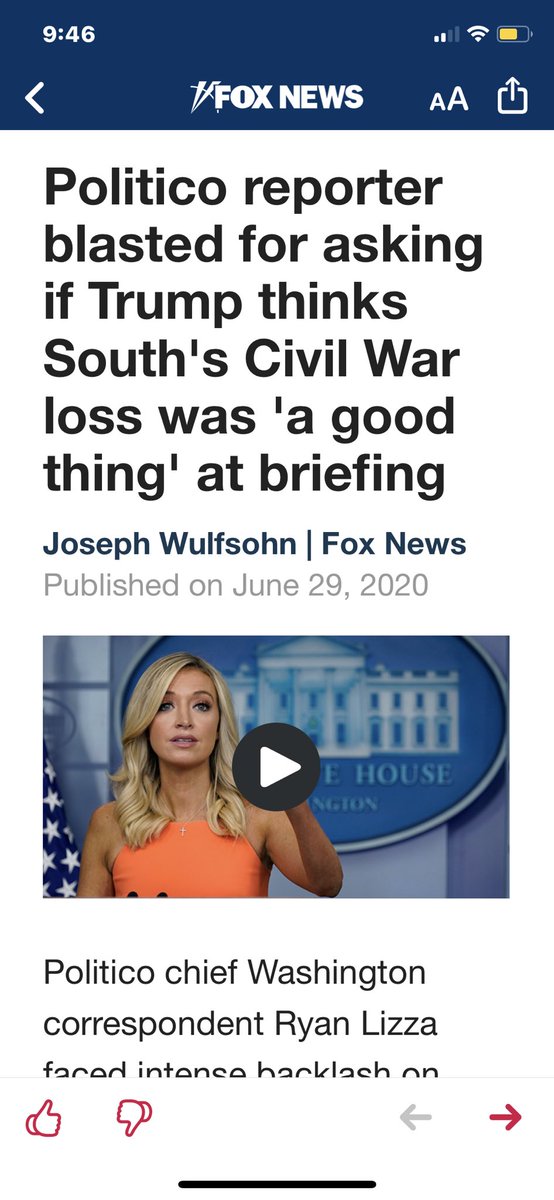 9:46
FOX NEWS
AA
Politico reporter
blasted for asking
if Trump thinks
South's Civil War
loss was 'a good
thing' at briefing
Joseph Wulfsohn | Fox News
Published on June 29, 2020
E HOUSE
NGTON
Politico chief Washington
correspondent Ryan Lizza
faced intense backlash on